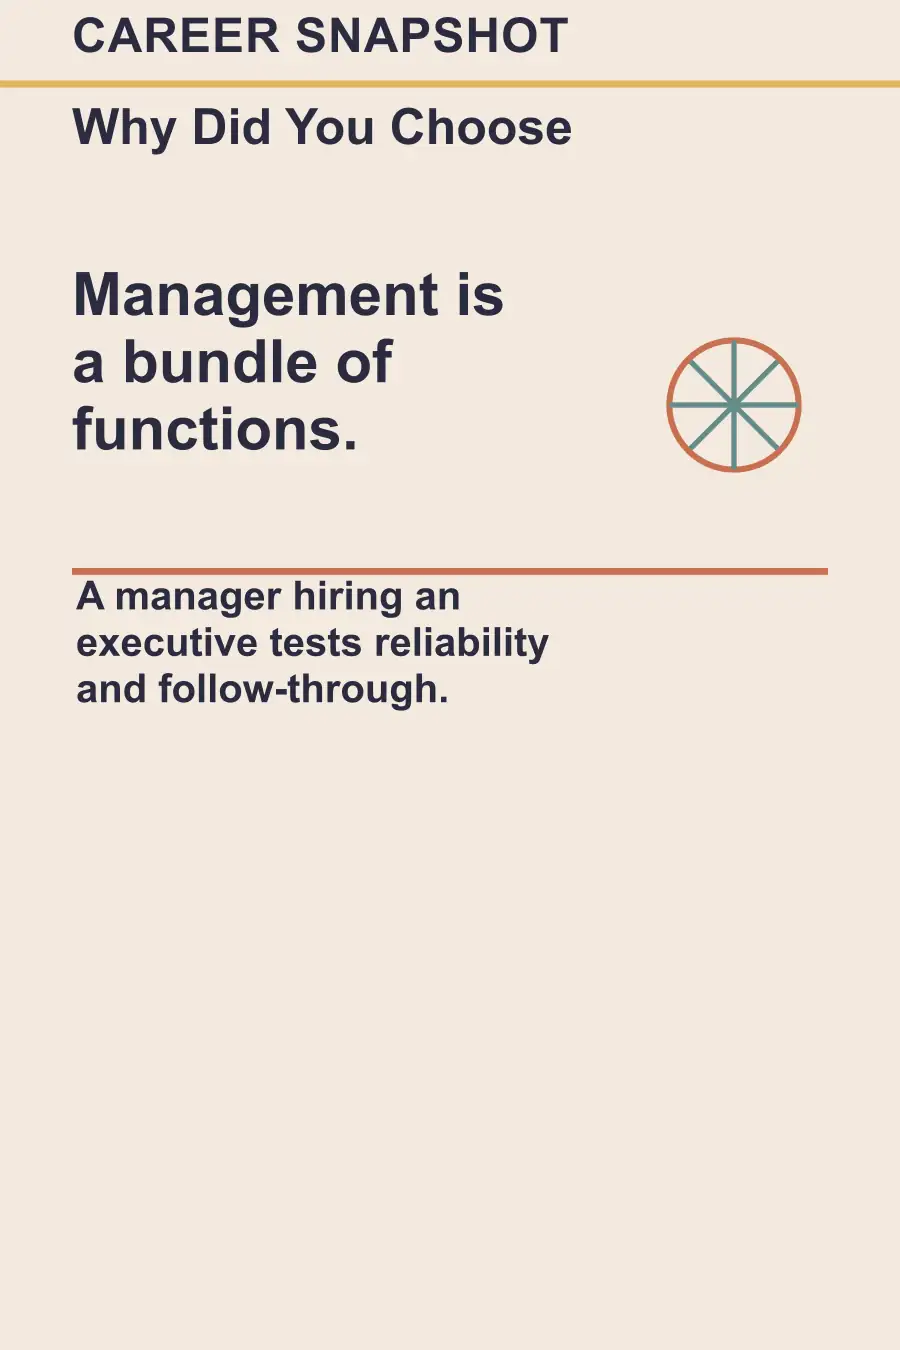 CAREER SNAPSHOT
Why Did You Choose
Management is
a bundle of
functions.
A manager hiring an
executive tests reliability
and follow-through.